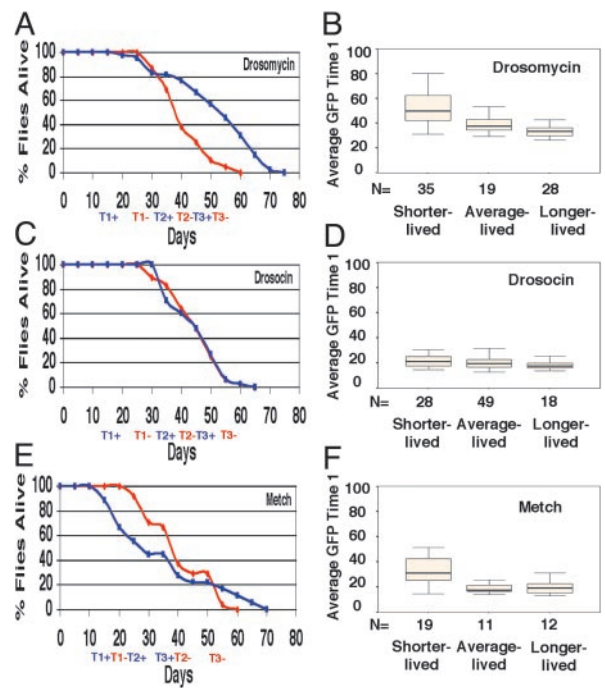 A
% Flies Alive
100
80
60
40
20
0
Drosomycin
0 10 20 30 40 50 60 70 80
T1+ T1- T2+ T2- T3+ T3-
Days
B
Average GFP Time 1
100
80
60
40
20
Drosomycin
N= 35 19 28
Shorter-lived Average-lived Longer-lived
C
% Flies Alive
100
80
60
40
20
0
Drosocin
0 10 20 30 40 50 60 70 80
T1+ T1- T2+ T2- T3+ T3-
Days
D
Average GFP Time 1
100
80
60
40
20
Drosocin
N= 28 49 18
Shorter-lived Average-lived Longer-lived
E
% Flies Alive
100
80
60
40
20
0
Metch
0 10 20 30 40 50 60 70 80
T1+ T1- T2+ T3+ T2- T3-
Days
F
Average GFP Time 1
100
80
60
40
20
Metch
N= 19 11 12
Shorter-lived Average-lived Longer-lived